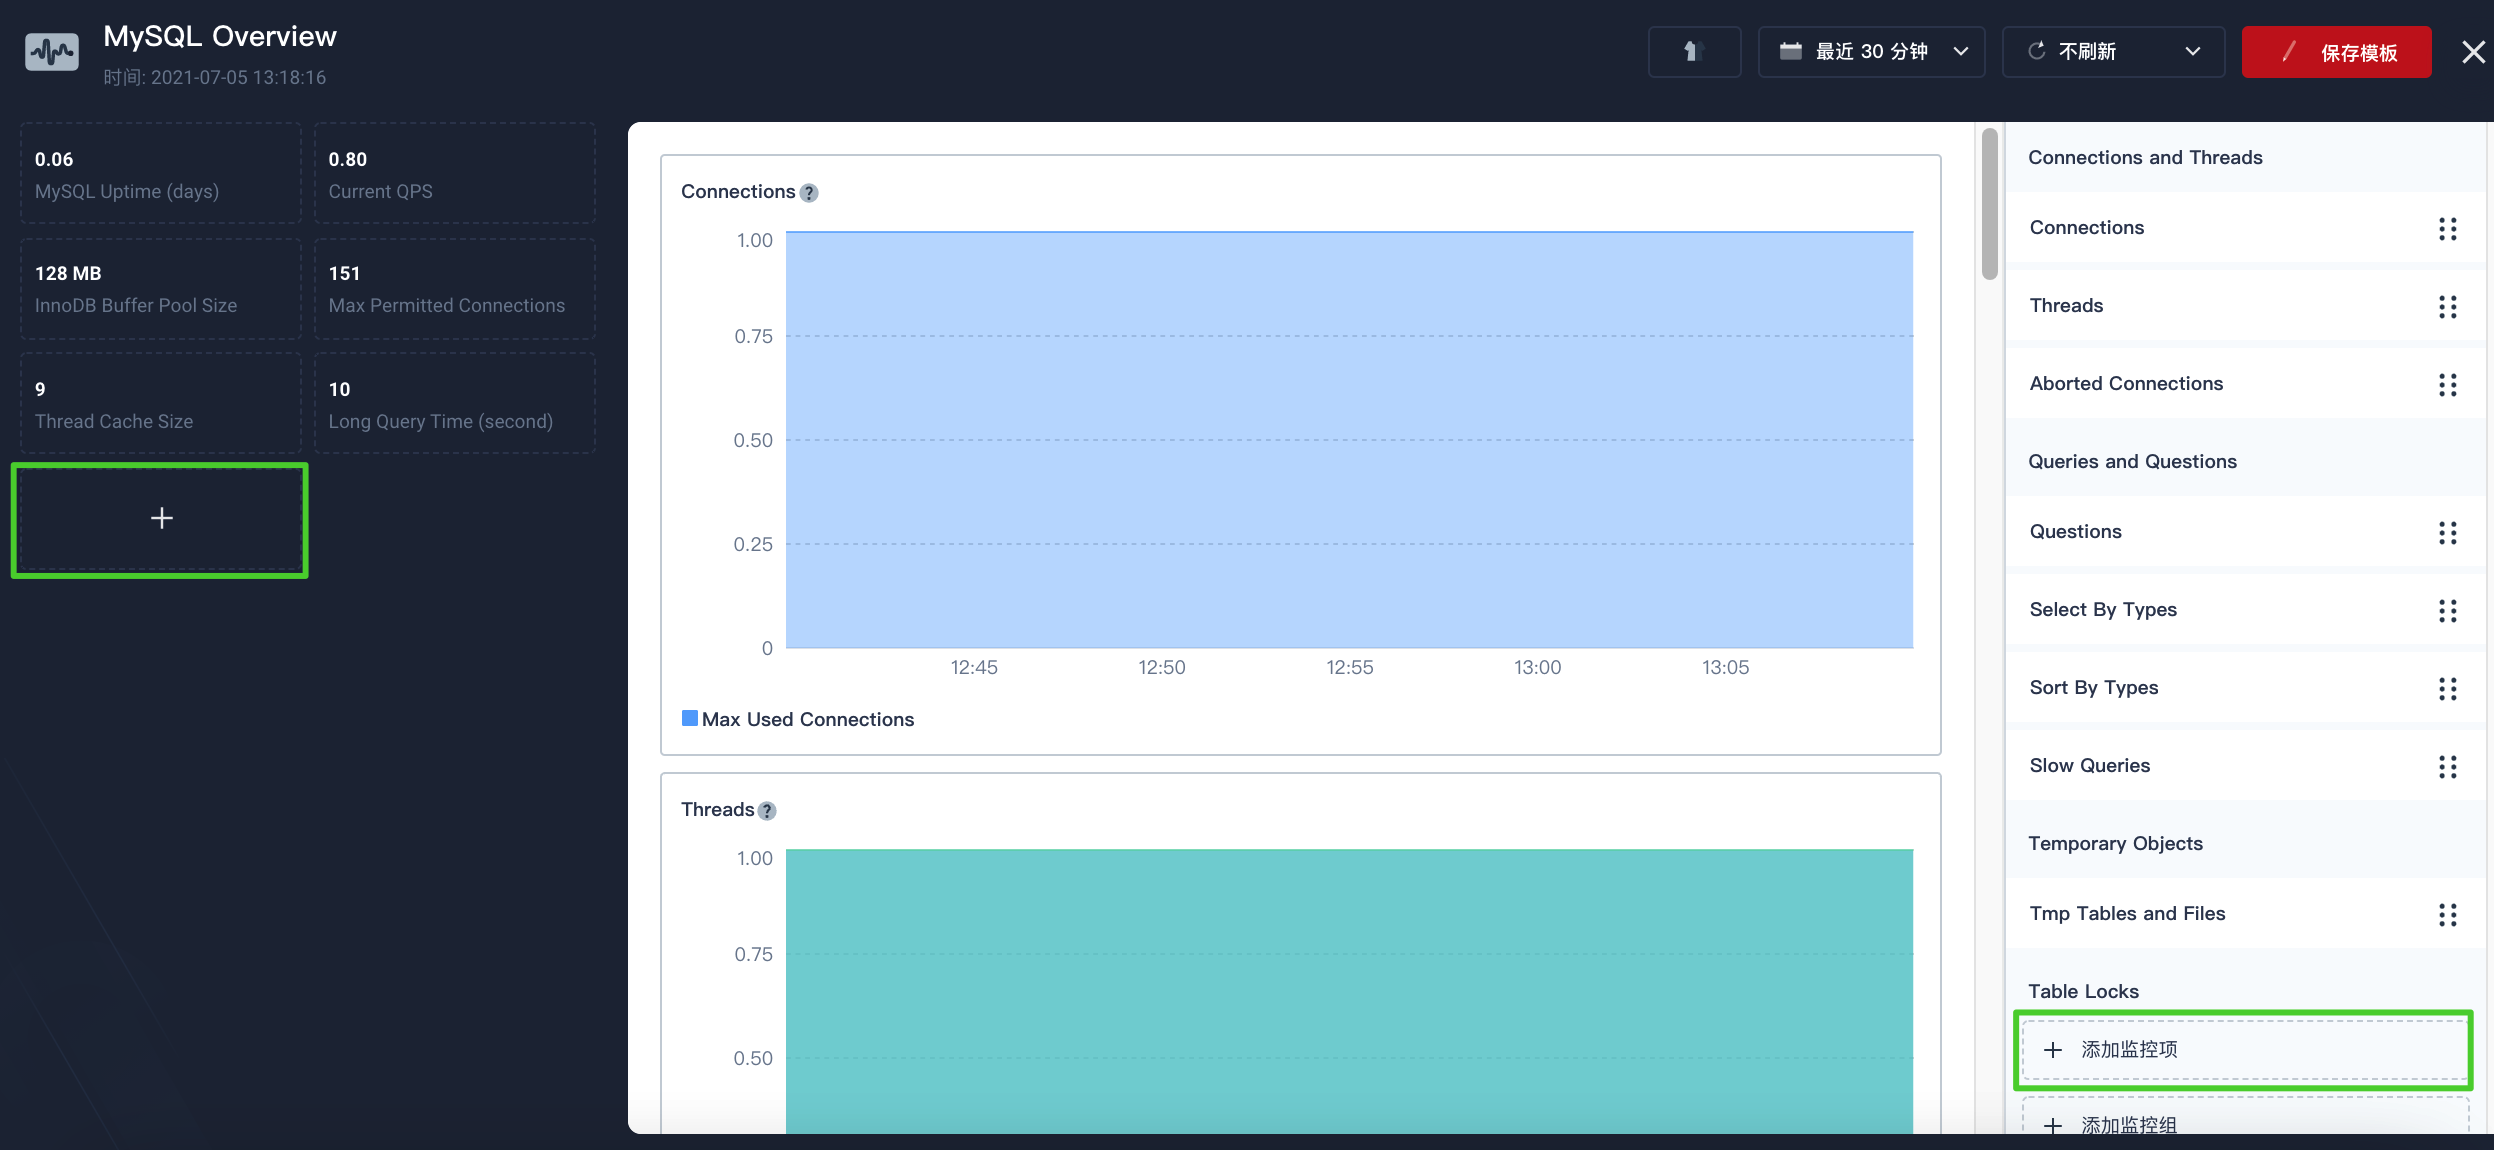 MySQL Overview
时间: 2021-07-05 13:18:16
最近 30 分钟
不刷新
保存模板
0.06
MySQL Uptime (days)
0.80
Current QPS
128 MB
InnoDB Buffer Pool Size
151
Max Permitted Connections
9
Thread Cache Size
10
Long Query Time (second)
Connections
1.00
0.75
0.50
0.25
0
12:45
12:50
12:55
13:00
13:05
Max Used Connections
Threads
1.00
0.75
0.50
Connections and Threads
Connections
Threads
Aborted Connections
Queries and Questions
Questions
Select By Types
Sort By Types
Slow Queries
Temporary Objects
Tmp Tables and Files
Table Locks
添加监控项
添加监控组